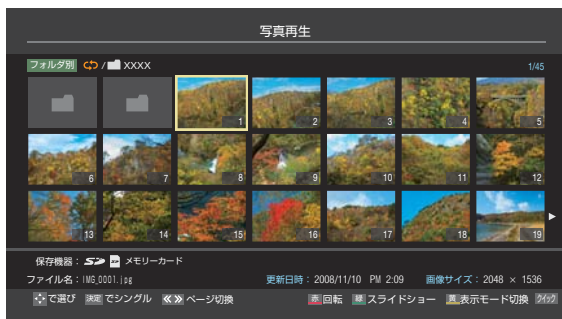 写真再生
フォルダ別 / XXXX 1/45
1 2 3 4 5
6 7 8 9 10 11 12
13 14 15 16 17 18 19
保存機器： SD SD メモリーカード
ファイル名：IMG_0001.jpg 更新日時：2008/11/10 PM 2:09 画像サイズ：2048 × 1536
で選び 決定 でシングル ページ切換 赤 回転 緑 スライドショー 黄 表示モード切換 クイック